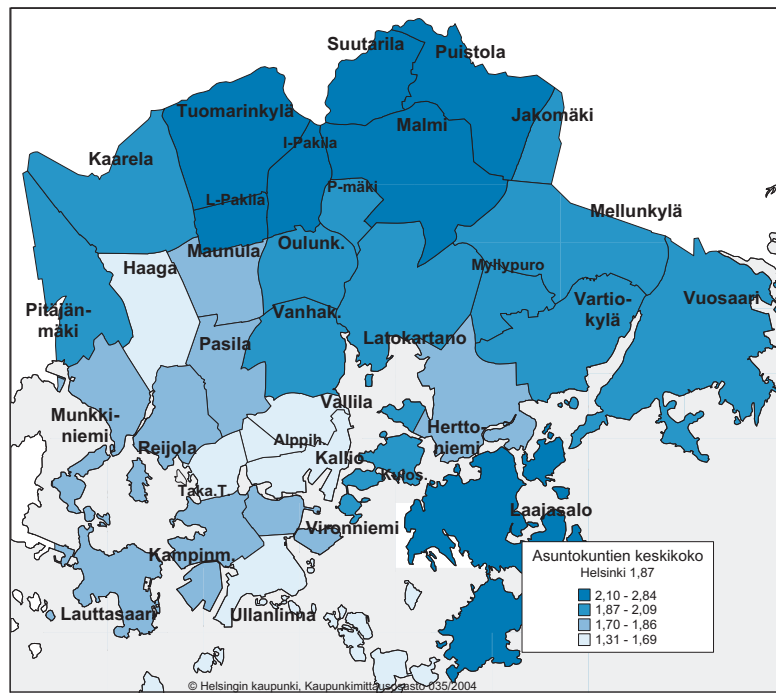 Suutarila
Puistola
Tuomarinkylä
Jakomäki
Malmi
I-Pakila
Kaarela
P-mäki
L-Pakila
Mellunkylä
Oulunk.
Maunula
Haaga
Myllypuro
Vuosaari
Pitäjän-
mäki
Vanhak.
Vartio-
kylä
Latokartano
Pasila
Vallila
Munkki-
niemi
Hertto-
niemi
Alppih.
Reijola
Kallio
Kulos.
Taka.T.
Laajasalo
Vironniemi
Kampinm.
Lauttasaari
Ullanlinna
Asuntokuntien keskikoko
Helsinki 1,87
2,10 - 2,84
1,87 - 2,09
1,70 - 1,86
1,31 - 1,69
© Helsingin kaupunki, Kaupunkimittausosasto 035/2004